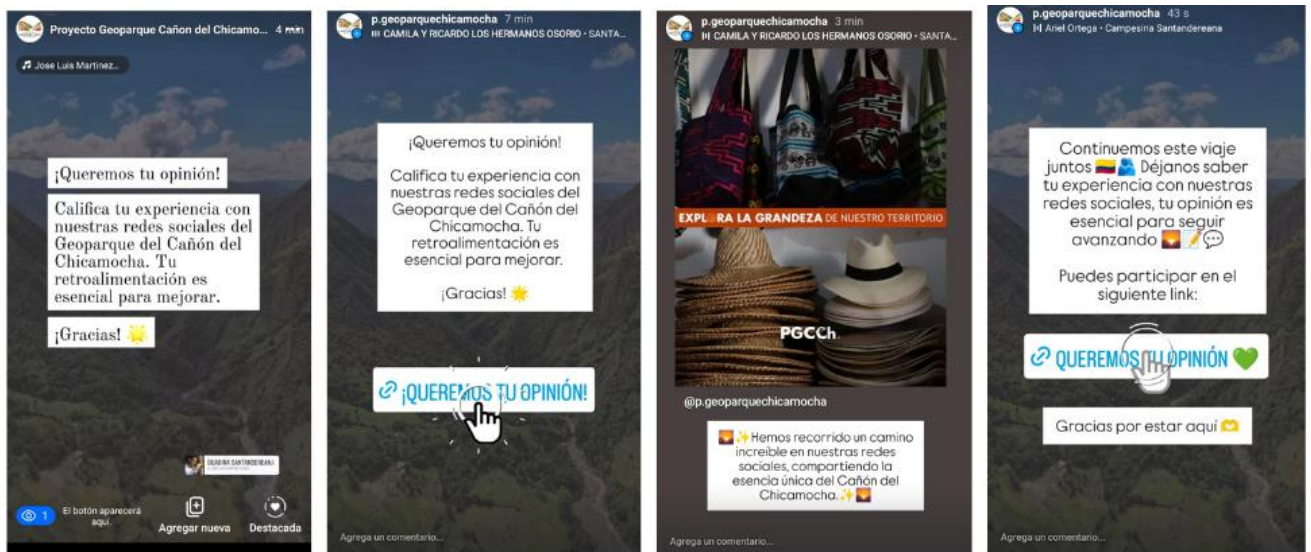 Proyecto Geoparque Cañon del Chicamo... 4 min
Jose Luis Martinez...
¡Queremos tu opinión!
Califica tu experiencia con
nuestras redes sociales del
Geoparque del Cañón del
Chicamocha. Tu
retroalimentación es
esencial para mejorar.
¡Gracias! 🌟
1
El botón aparecerá
aquí.
Agregar nueva
Destacada
p.geoparquechicamocha 7 min
CAMILA Y RICARDO LOS HERMANOS OSORIO • SANTA...
¡Queremos tu opinión!
Califica tu experiencia con
nuestras redes sociales del
Geoparque del Cañón del
Chicamocha. Tu
retroalimentación es
esencial para mejorar.
¡Gracias! 🌟
¡QUEREMOS TU OPINIÓN!
Agrega un comentario...
p.geoparquechicamocha 3 min
CAMILA Y RICARDO LOS HERMANOS OSORIO • SANTA...
EXPLORA LA GRANDEZA DE NUESTRO TERRITORIO
PGCCh.
@p.geoparquechicamocha
🌄✨Hemos recorrido un camino
increíble en nuestras redes
sociales, compartiendo la
esencia única del Cañón del
Chicamocha.✨🌄
Agrega un comentario...
p.geoparquechicamocha 43 s
Ariel Ortega • Campesina Santandereana
Continuemos este viaje
juntos 🇨🇴🫂 Déjanos saber
tu experiencia con nuestras
redes sociales, tu opinión es
esencial para seguir
avanzando 🌄📝💬
Puedes participar en el
siguiente link:
QUEREMOS TU OPINIÓN 💚
Gracias por estar aquí 🫶
Agrega un comentario...